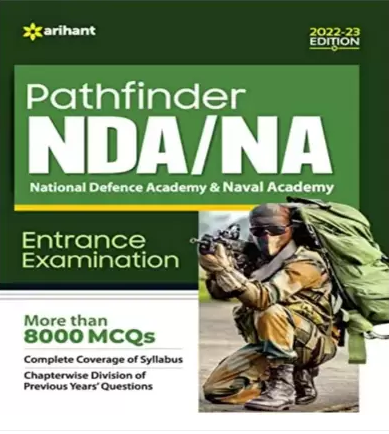 arihant
2022-23
EDITION
Pathfinder
NDA/NA
National Defence Academy & Naval Academy
Entrance
Examination
More than
8000 MCQs
Complete Coverage of Syllabus
Chapterwise Division of
Previous Years' Questions